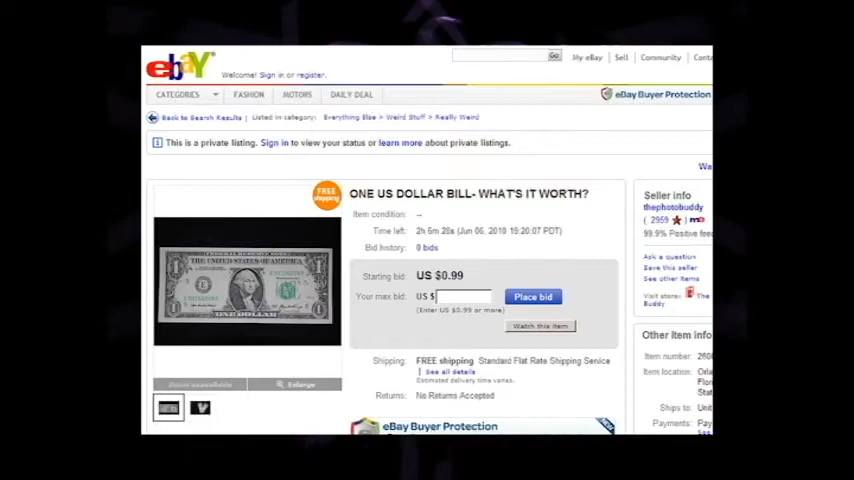 ebay
Welcome! Sign in or register.
Go
My eBay | Sell | Community |
CATEGORIES FASHION MOTORS DAILY DEAL
eBay Buyer Protection
Back to Search Results | Listed in category: Everything Else > Weird Stuff > Really Weird
This is a private listing. Sign in to view your status or learn more about private listings.
FREE shipping
ONE US DOLLAR BILL- WHAT'S IT WORTH?
Item condition: --
Time left: 2h 6m 28s (Jun 06, 2010 19:20:07 PDT)
Bid history: 0 bids
Starting bid: US $0.99
Your max bid: US $
Place bid
(Enter US $0.99 or more)
Watch this item
Shipping: FREE shipping Standard Flat Rate Shipping Service
| See all details
Estimated delivery time varies.
Returns: No Returns Accepted
eBay Buyer Protection
THE UNITED STATES OF AMERICA
ONE DOLLAR
Enlarge
Seller info
thephotobuddy
( 2959 me
99.9% Positive
Ask a question
Save this seller
See other items
Visit store: The
Buddy
Other item info
Item number:
Item location:
Ships to:
Payments: